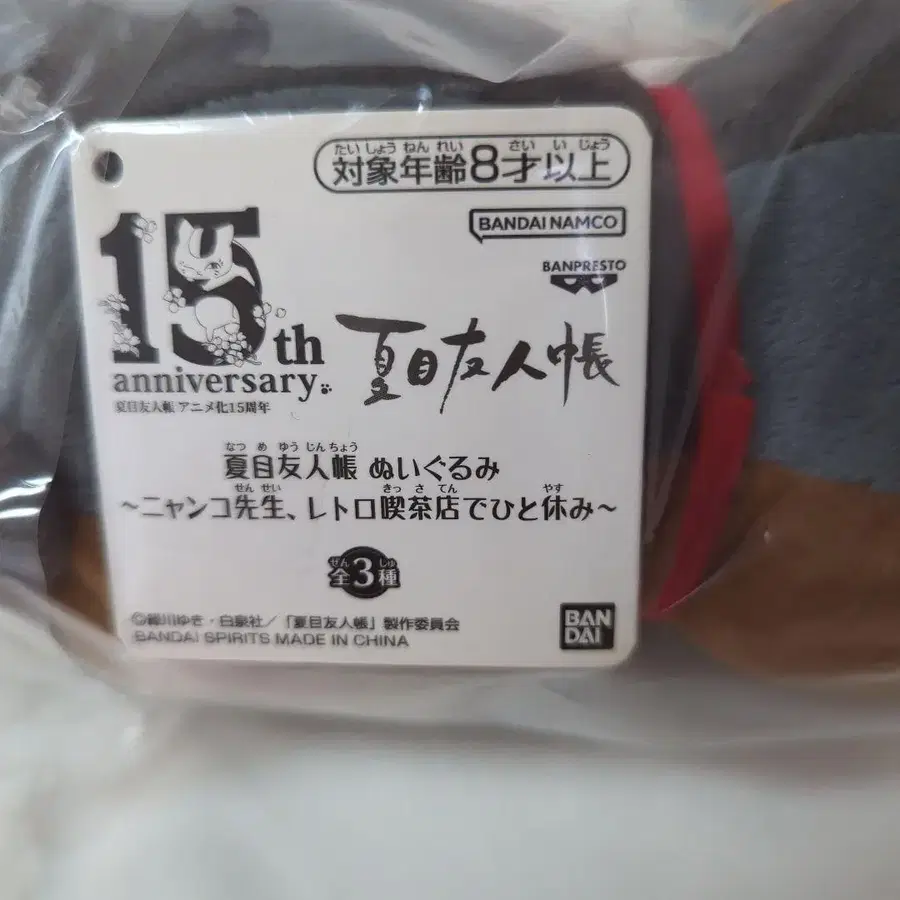 たいしょうねんれい さい いじょう
対象年齢8才以上
BANDAI NAMCO
BANPRESTO
15th
anniversary
夏目友人帳 アニメ化15周年
夏目友人帳
なつ め ゆう じん ちょう
夏目友人帳 ぬいぐるみ
せん せい きっ さ てん やす
~ニャンコ先生、レトロ喫茶店でひと休み~
ぜん しゅ
全3種
©緑川ゆき・白泉社/「夏目友人帳」製作委員会
BANDAI SPIRITS MADE IN CHINA
BAN
DAI